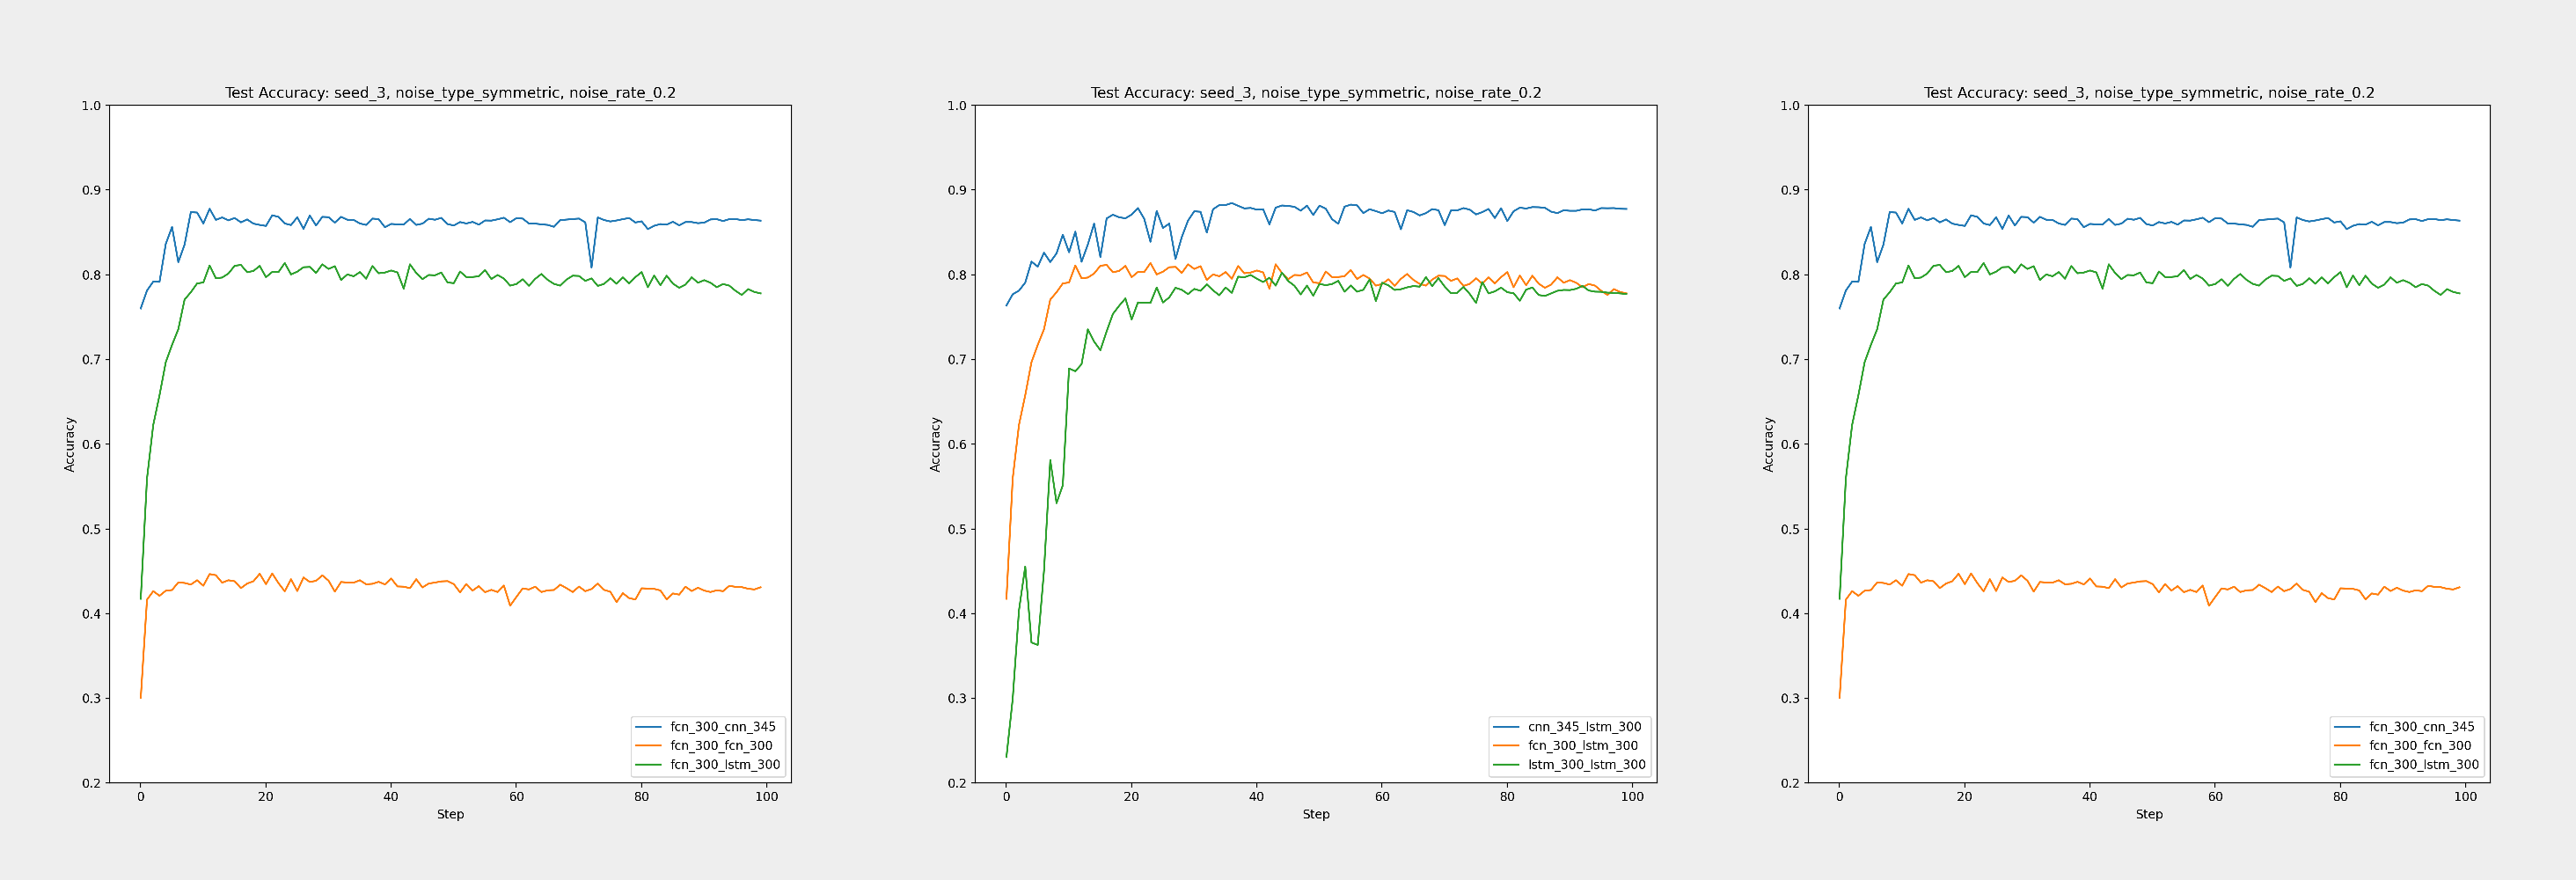 Test Accuracy: seed_3, noise_type_symmetric, noise_rate_0.2
1.0
0.9
0.8
0.7
0.6
0.5
0.4
0.3
0.2
Accuracy
0 20 40 60 80 100
Step
fcn_300_cnn_345
fcn_300_fcn_300
fcn_300_lstm_300
Test Accuracy: seed_3, noise_type_symmetric, noise_rate_0.2
1.0
0.9
0.8
0.7
0.6
0.5
0.4
0.3
0.2
Accuracy
0 20 40 60 80 100
Step
cnn_345_lstm_300
fcn_300_lstm_300
lstm_300_lstm_300
Test Accuracy: seed_3, noise_type_symmetric, noise_rate_0.2
1.0
0.9
0.8
0.7
0.6
0.5
0.4
0.3
0.2
Accuracy
0 20 40 60 80 100
Step
fcn_300_cnn_345
fcn_300_fcn_300
fcn_300_lstm_300